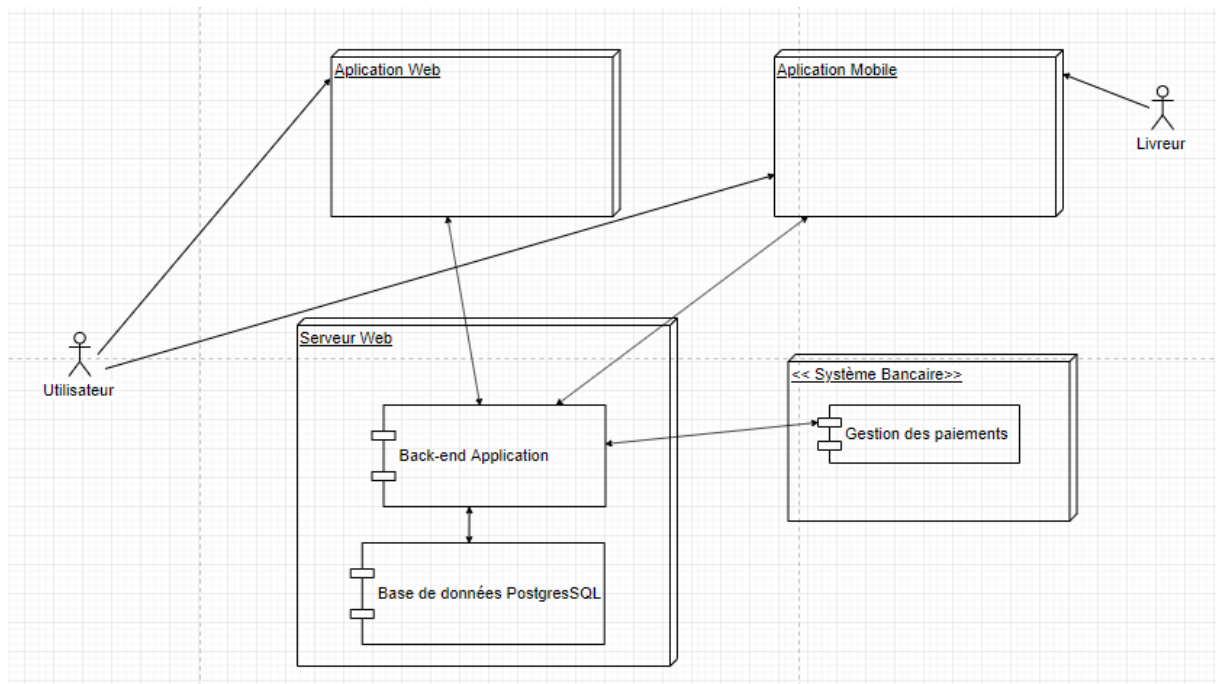 Aplication Web
Aplication Mobile
Livreur
Serveur Web
Utilisateur
<< Système Bancaire>>
Gestion des paiements
Back-end Application
Base de données PostgresSQL